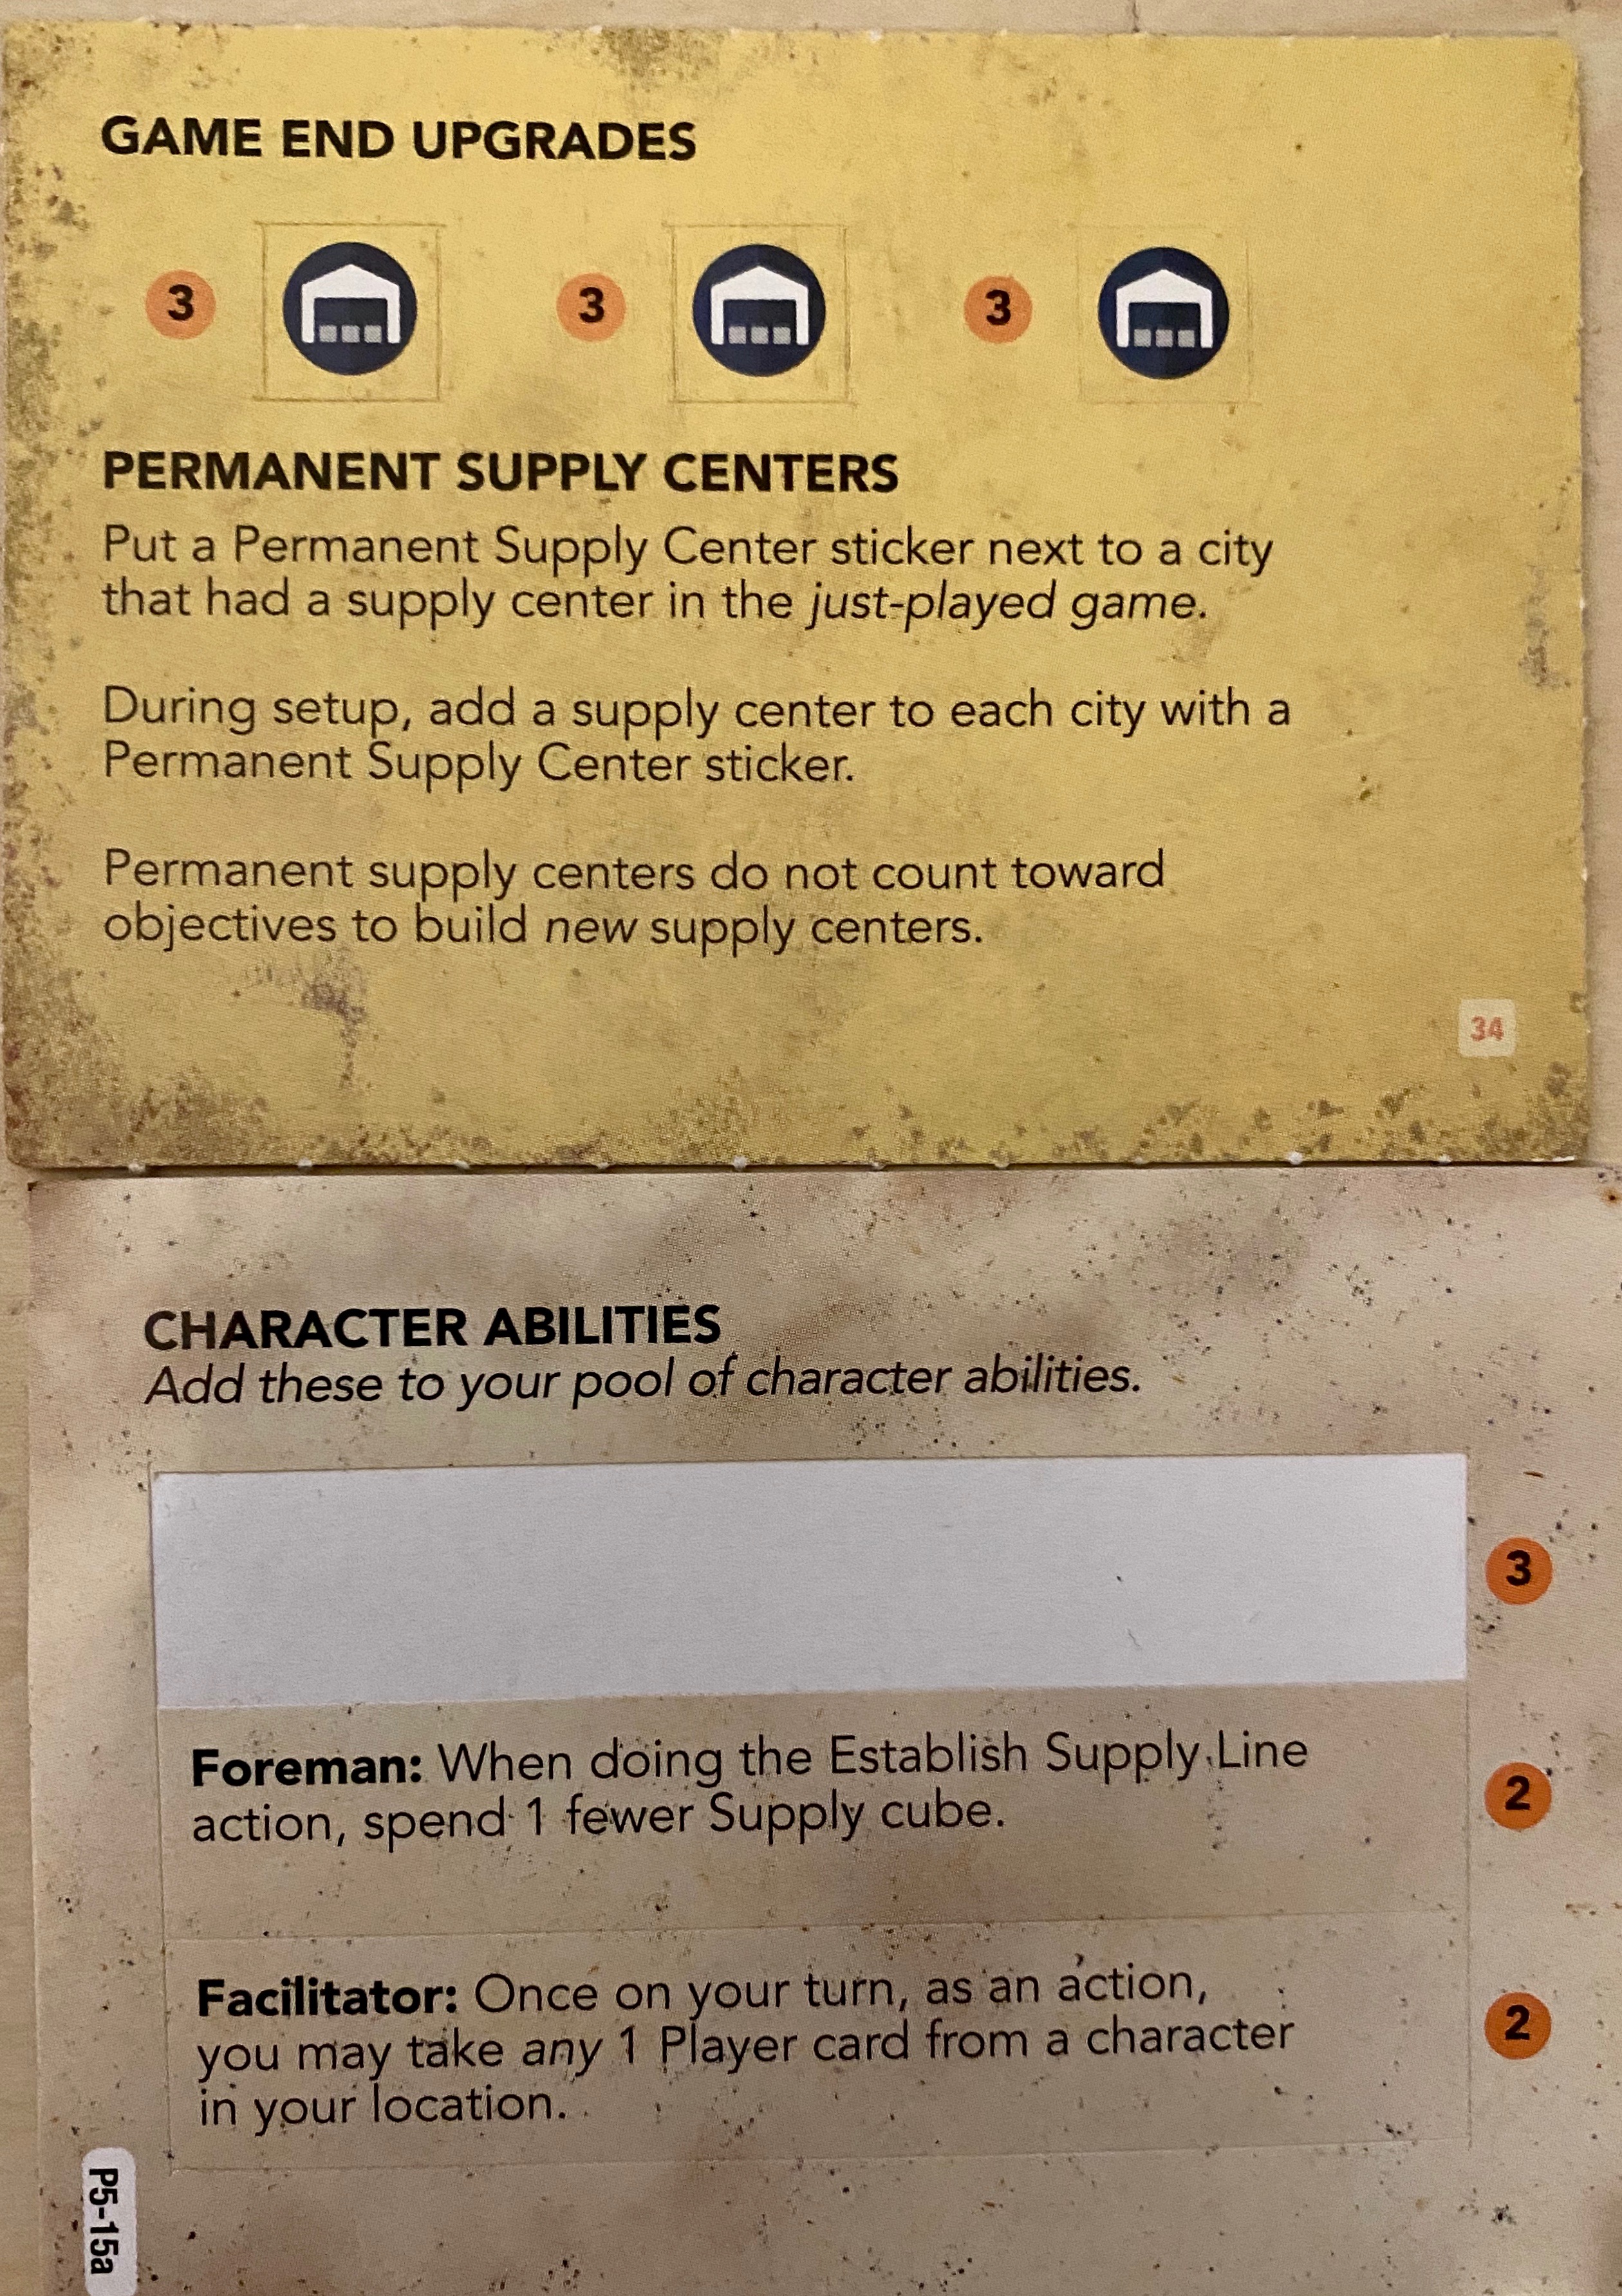 GAME END UPGRADES
3 3 3
PERMANENT SUPPLY CENTERS
Put a Permanent Supply Center sticker next to a city
that had a supply center in the just-played game.
During setup, add a supply center to each city with a
Permanent Supply Center sticker.
Permanent supply centers do not count toward
objectives to build new supply centers.
34
CHARACTER ABILITIES
Add these to your pool of character abilities.
3
Foreman: When doing the Establish Supply Line
action, spend 1 fewer Supply cube.
2
Facilitator: Once on your turn, as an action,
you may take any 1 Player card from a character
in your location.
2
P5-15a